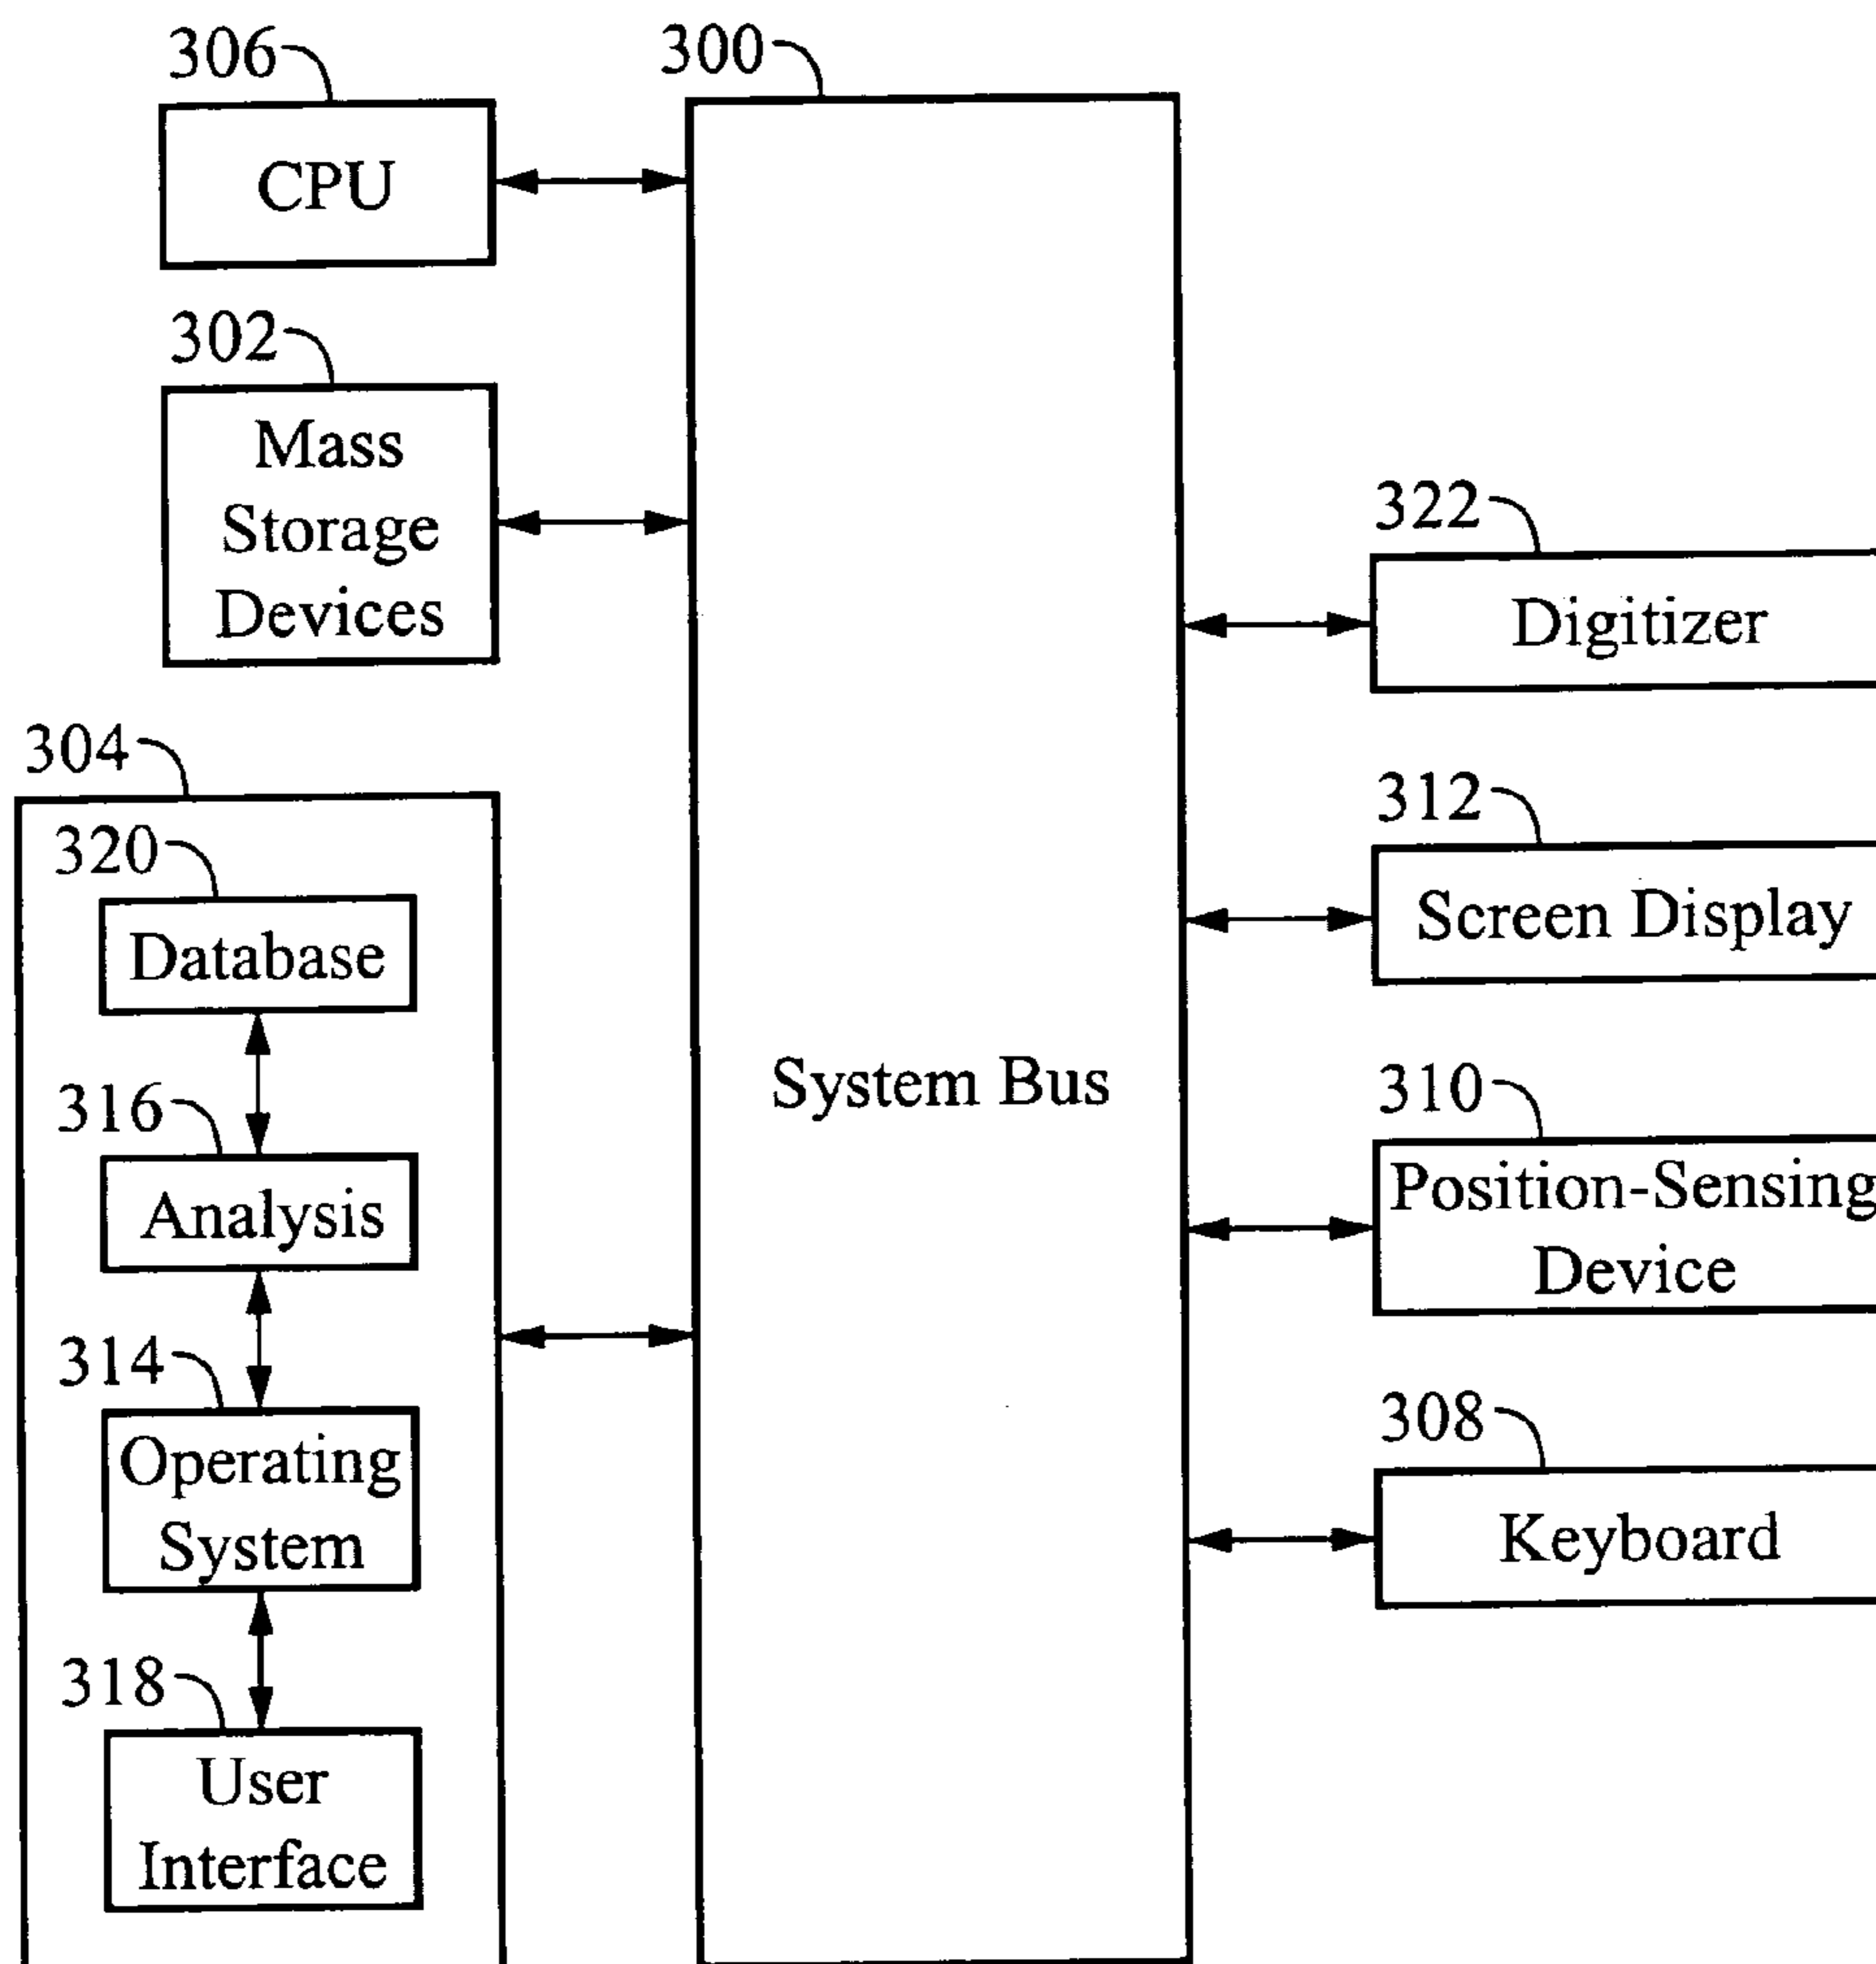 306
CPU
302
Mass
Storage
Devices
304
320
Database
316
Analysis
314
Operating
System
318
User
Interface
300
System Bus
322
Digitizer
312
Screen Display
310
Position-Sensing
Device
308
Keyboard